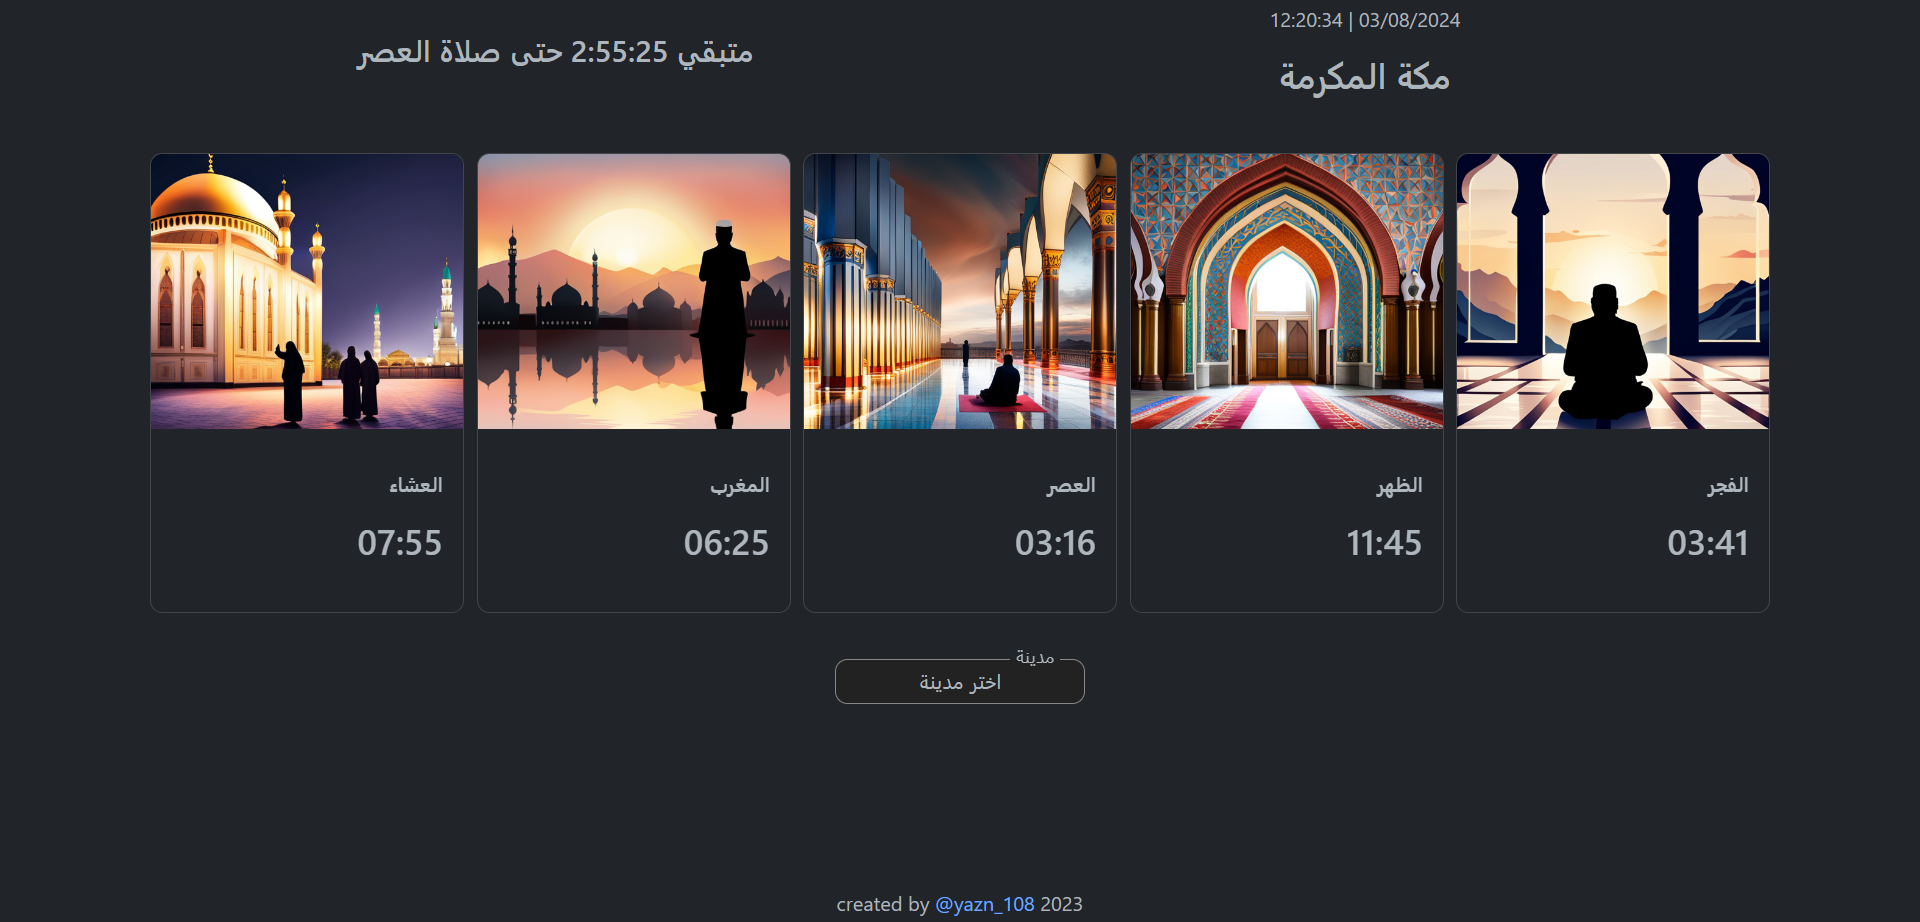 12:20:34 | 03/08/2024
مكة المكرمة
متبقي 2:55:25 حتى صلاة العصر
الفجر
03:41
الظهر
11:45
العصر
03:16
المغرب
06:25
العشاء
07:55
مدينة
اختر مدينة
created by @yazn_108 2023